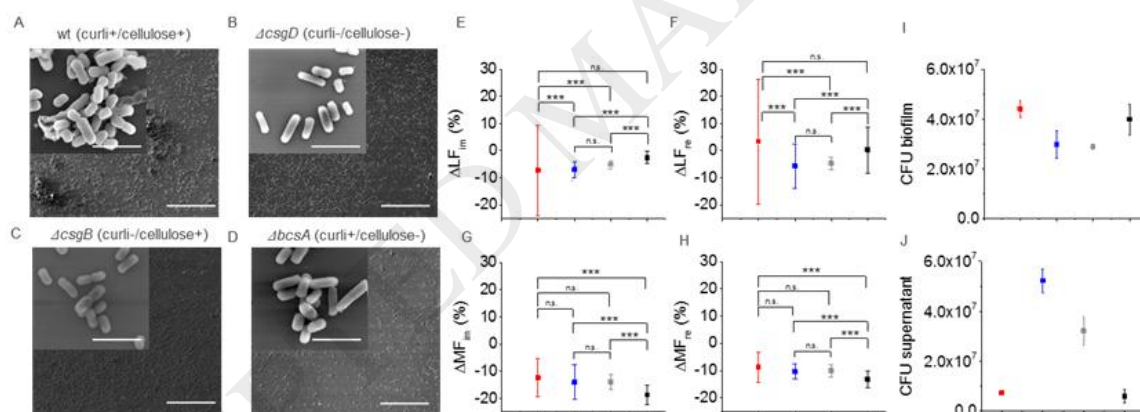 A
wt (curli+/cellulose+)
B
ΔcsgD (curli-/cellulose-)
C
ΔcsgB (curli-/cellulose+)
D
ΔbcsA (curli+/cellulose-)
E
ΔLFim (%)
30
20
10
0
-10
-20
n.s.
***
***
***
***
n.s.
F
ΔLFre (%)
30
20
10
0
-10
-20
n.s.
***
***
***
***
n.s.
G
ΔMFim (%)
30
20
10
0
-10
-20
***
n.s.
n.s.
***
***
n.s.
H
ΔMFre (%)
30
20
10
0
-10
-20
***
n.s.
n.s.
***
***
n.s.
I
CFU biofilm
6.0x10⁷
4.0x10⁷
2.0x10⁷
0.0
J
CFU supernatant
6.0x10⁷
4.0x10⁷
2.0x10⁷
0.0